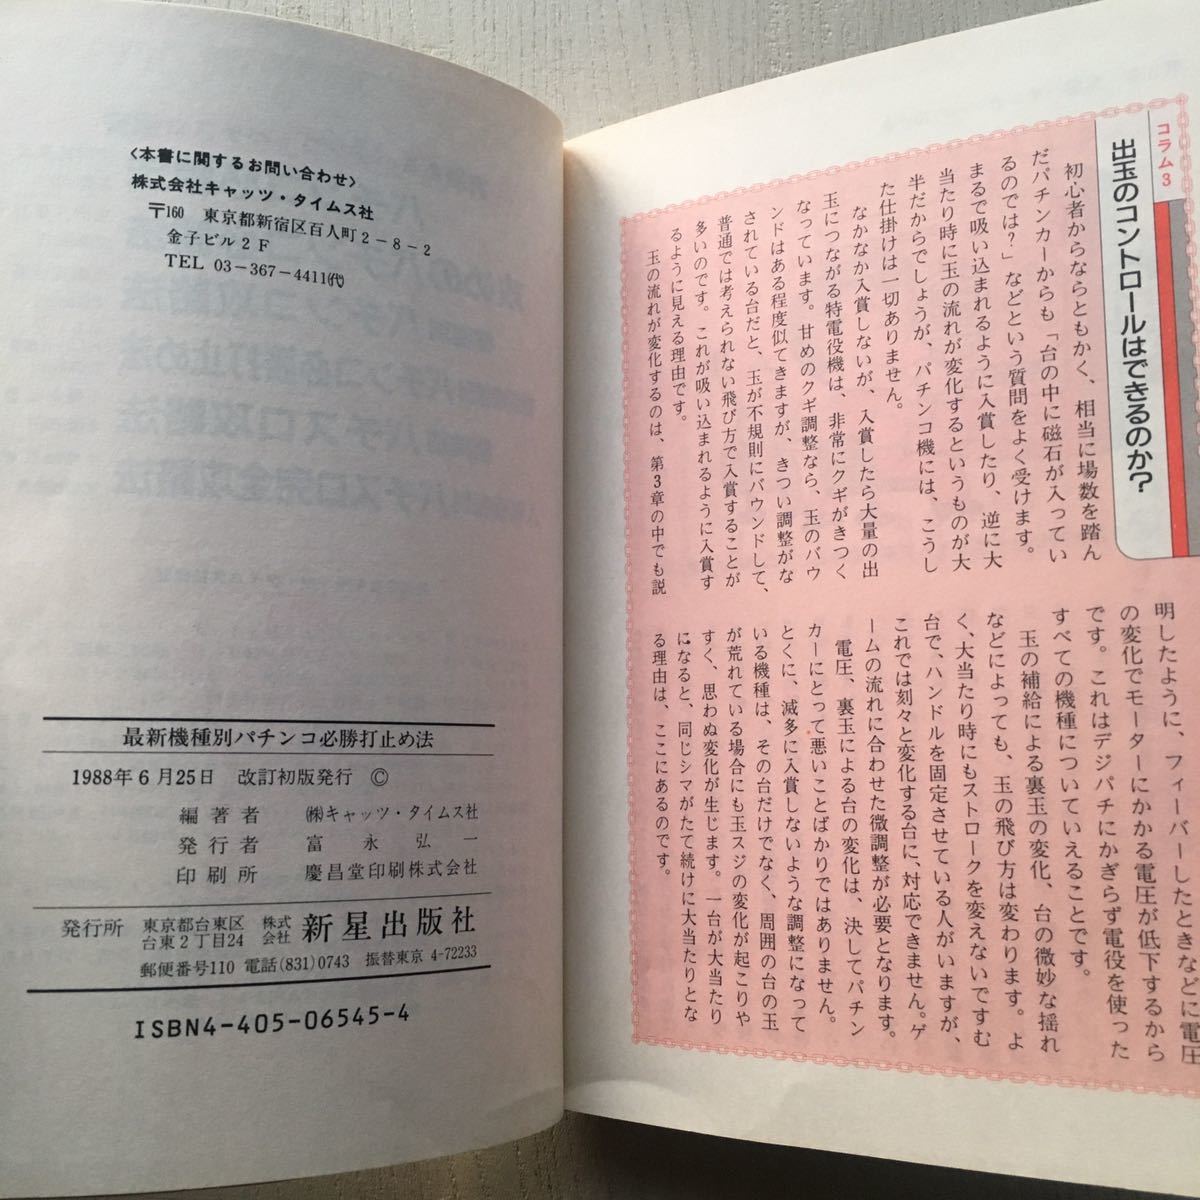 〈本書に関するお問い合わせ〉
株式会社キャッツ・タイムス社
〒160 東京都新宿区百人町2-8-2
金子ビル2F
TEL 03-367-4411(代)
最新機種別パチンコ必勝打止め法
1988年6月25日 改訂初版発行 ©
編著者 ㈱キャッツ・タイムス社
発行者 富永弘一
印刷所 慶昌堂印刷株式会社
発行所 東京都台東区台東2丁目24 株式会社 新星出版社
郵便番号110 電話(831)0743 振替東京 4-72233
ISBN4-405-06545-4
コラム3
出玉のコントロールはできるのか?
初心者からならともかく、相当に場数を踏ん
だパチンカーからも「台の中に磁石が入ってい
るのでは?」などという質問をよく受けます。
まるで吸い込まれるように入賞したり、逆に大
当たり時に玉の流れが変化するというものが大
半だからでしょうが、パチンコ機には、こうし
た仕掛けは一切ありません。
なかなか入賞しないが、入賞したら大量の出
玉につながる特電役機は、非常にクギがきつく
なっています。甘めのクギ調整なら、玉のバウ
ンドはある程度似てきますが、きつい調整がな
されている台だと、玉が不規則にバウンドして、
普通では考えられない飛び方で入賞することが
多いのです。これが吸い込まれるように入賞す
るように見える理由です。
玉の流れが変化するのは、第3章の中でも説
明したように、フィーバーしたときなどに電圧
の変化でモーターにかかる電圧が低下するから
です。これはデジパチにかぎらず電役を使った
すべての機種についていえることです。
玉の補給による裏玉の変化、台の微妙な揺れ
などによっても、玉の飛び方は変わります。よ
く、大当たり時にもストロークを変えないですむ
台で、ハンドルを固定させている人がいますが、
これでは刻々と変化する台に、対応できません。ゲ
ームの流れに合わせた微調整が必要となります。
電圧、裏玉による台の変化は、決してパチン
カーにとって悪いことばかりではありません。
とくに、滅多に入賞しないような調整になって
いる機種は、その台だけでなく、周囲の台の玉
が荒れている場合にも玉スジの変化が起こりや
すく、思わぬ変化が生じます。一台が大当たり
になると、同じシマがたて続けに大当たりとな
る理由は、ここにあるのです。